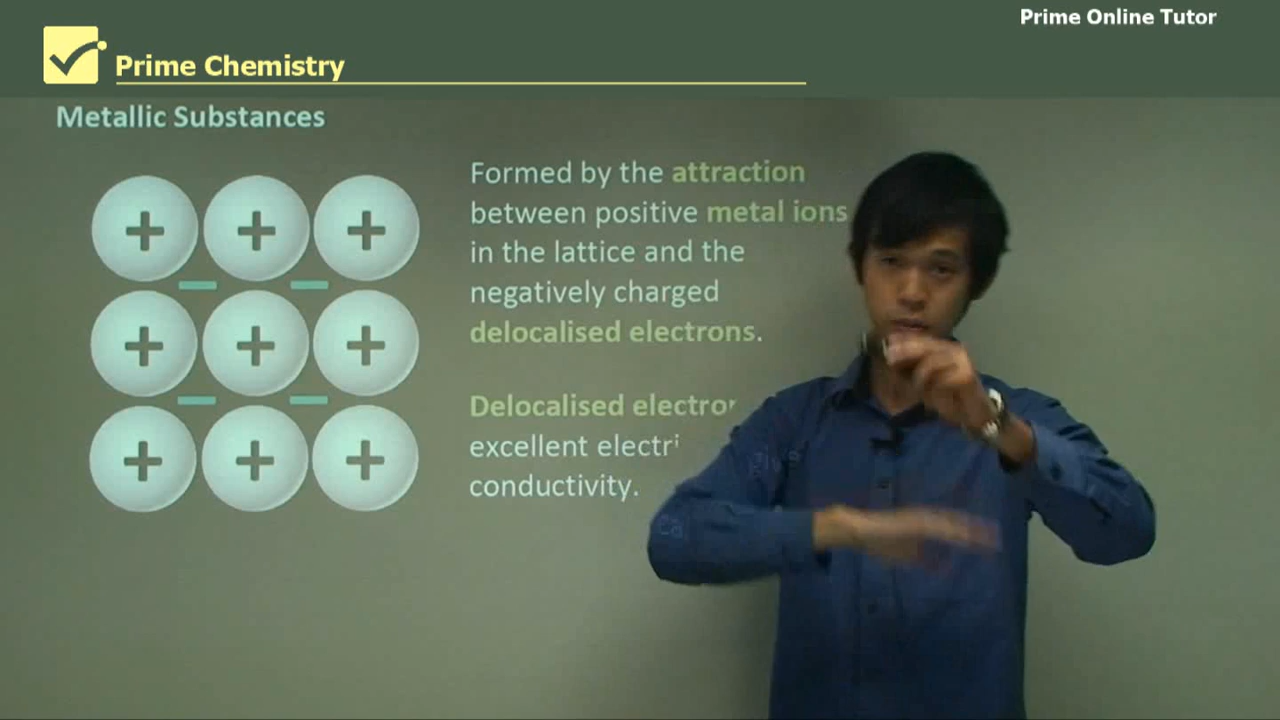 Prime Online Tutor
Prime Chemistry
Metallic Substances
+ + +
Formed by the attraction
between positive metal ions
in the lattice and the
negatively charged
delocalised electrons.
+ + +
Delocalised
excellent
conductivity.
+ + +